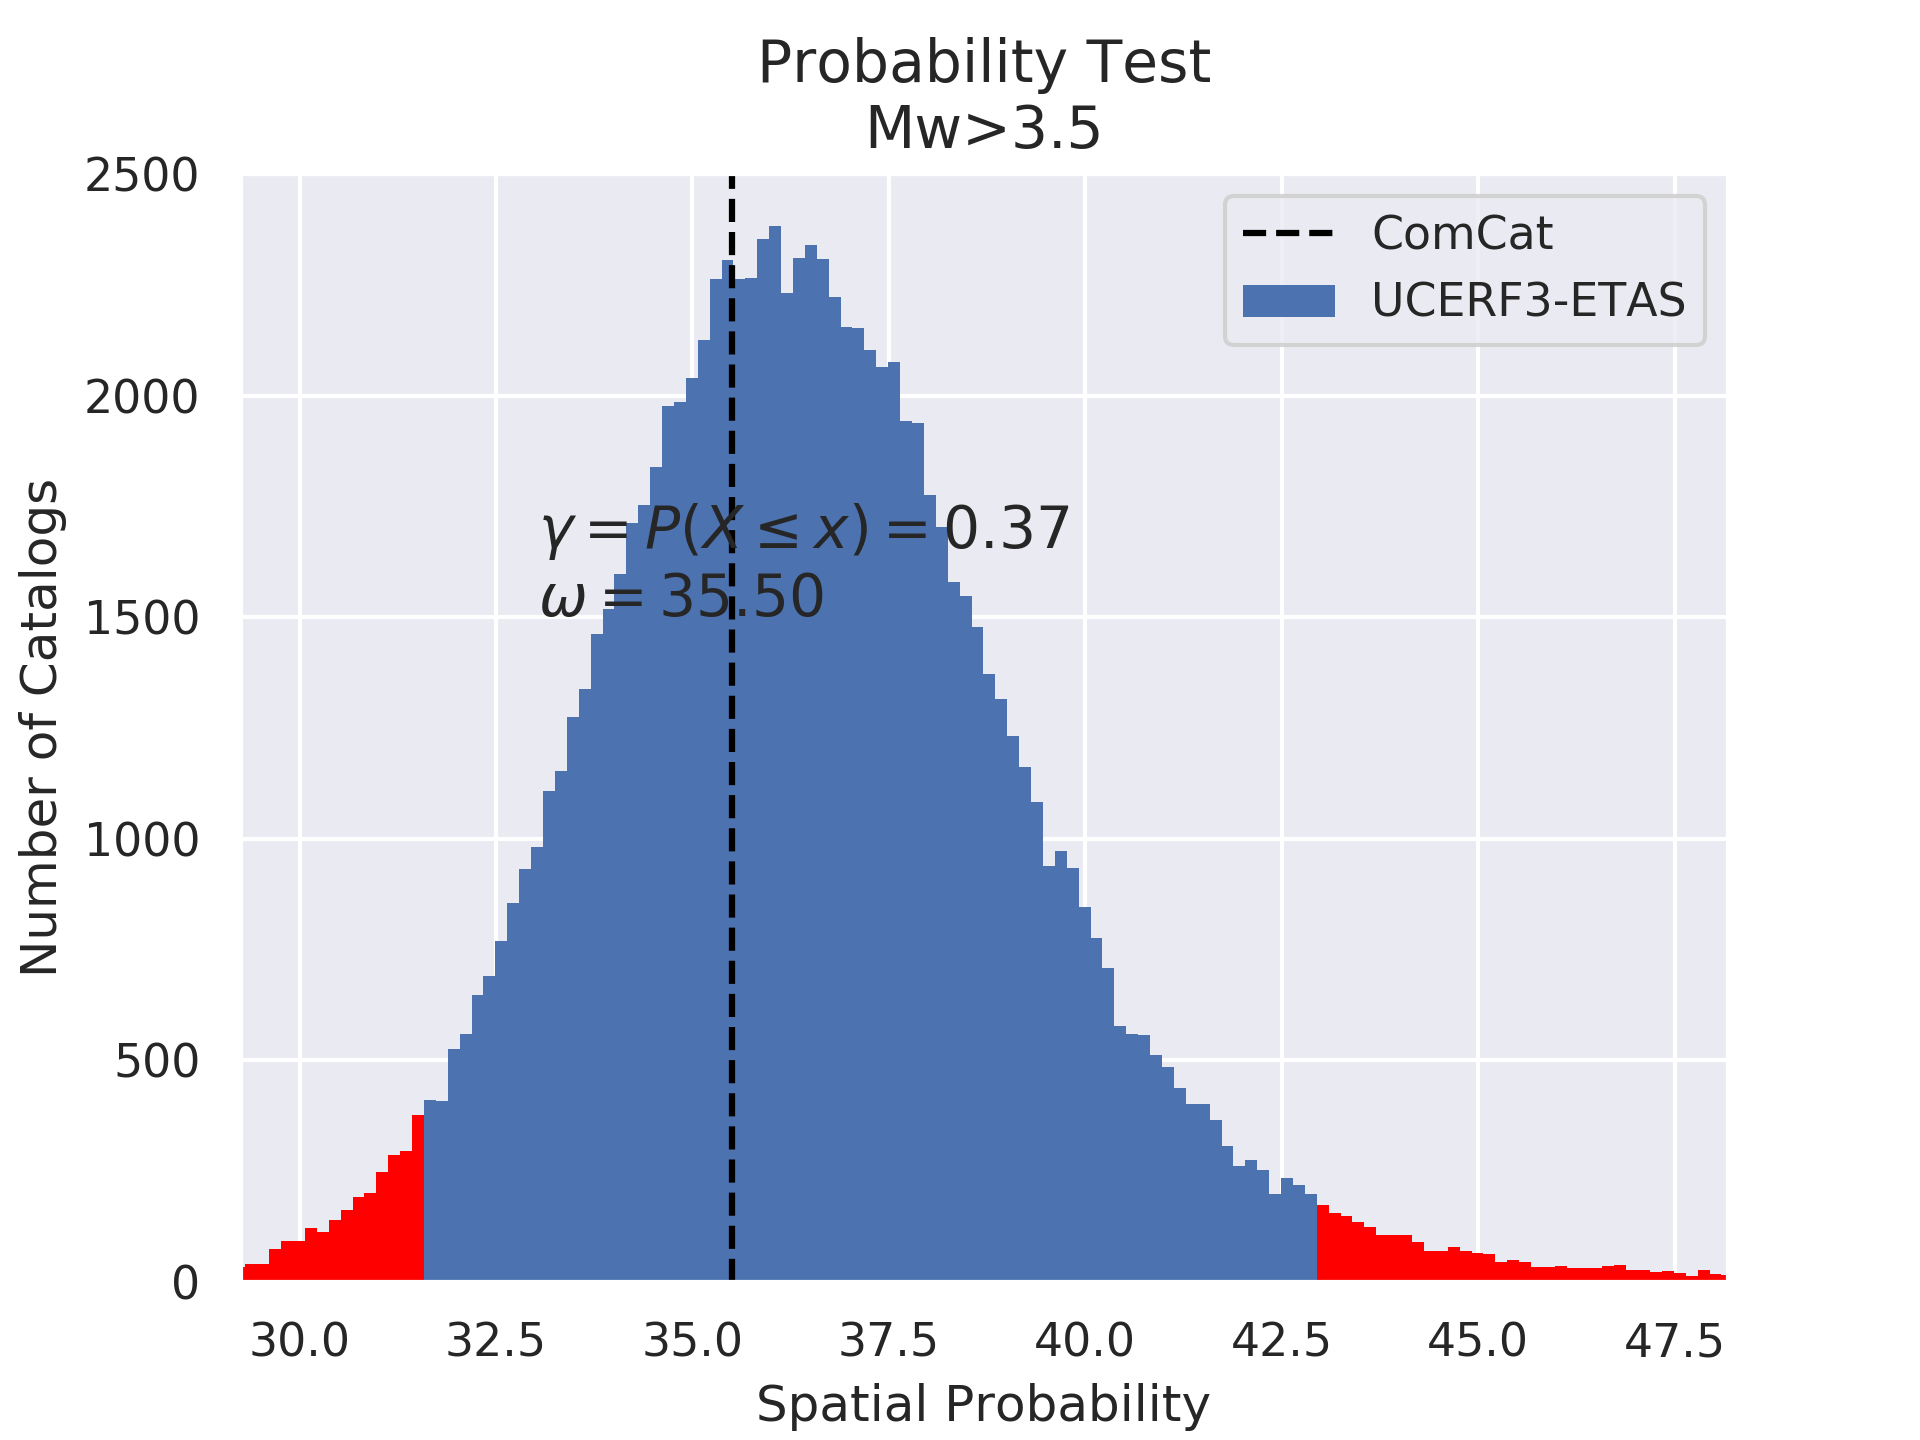 Probability Test
Mw>3.5
Number of Catalogs
2500
2000
1500
1000
500
0
ComCat
UCERF3-ETAS
γ = P(X ≤ x) = 0.37
ω = 35.50
30.0 32.5 35.0 37.5 40.0 42.5 45.0 47.5
Spatial Probability